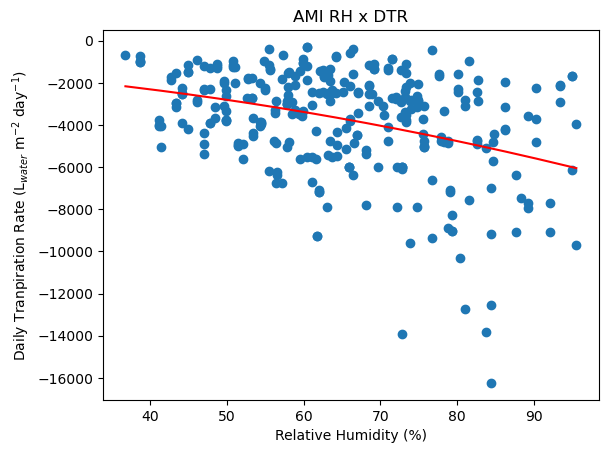 AMI RH x DTR
Daily Tranpiration Rate (L$_{water}$ m$^{-2}$ day$^{-1}$)
0
−2000
−4000
−6000
−8000
−10000
−12000
−14000
−16000
40 50 60 70 80 90
Relative Humidity (%)